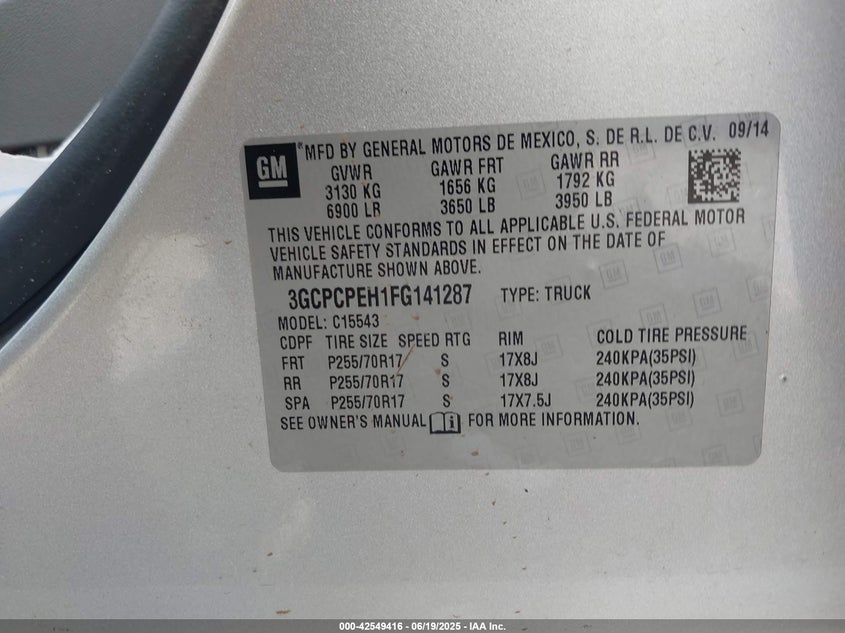 GM ®MFD BY GENERAL MOTORS DE MEXICO, S. DE R.L. DE C.V. 09/14
GVWR GAWR FRT GAWR RR
3130 KG 1656 KG 1792 KG
6900 LB 3650 LB 3950 LB
THIS VEHICLE CONFORMS TO ALL APPLICABLE U.S. FEDERAL MOTOR
VEHICLE SAFETY STANDARDS IN EFFECT ON THE DATE OF
MANUFACTURE SHOWN ABOVE.
3GCPCPEH1FG141287 TYPE: TRUCK
MODEL: C15543
CDPF TIRE SIZE SPEED RTG RIM COLD TIRE PRESSURE
FRT P255/70R17 S 17X8J 240KPA(35PSI)
RR P255/70R17 S 17X8J 240KPA(35PSI)
SPA P255/70R17 S 17X7.5J 240KPA(35PSI)
SEE OWNER'S MANUAL i FOR MORE INFORMATION.
000-42549416 - 06/19/2025 - IAA Inc.